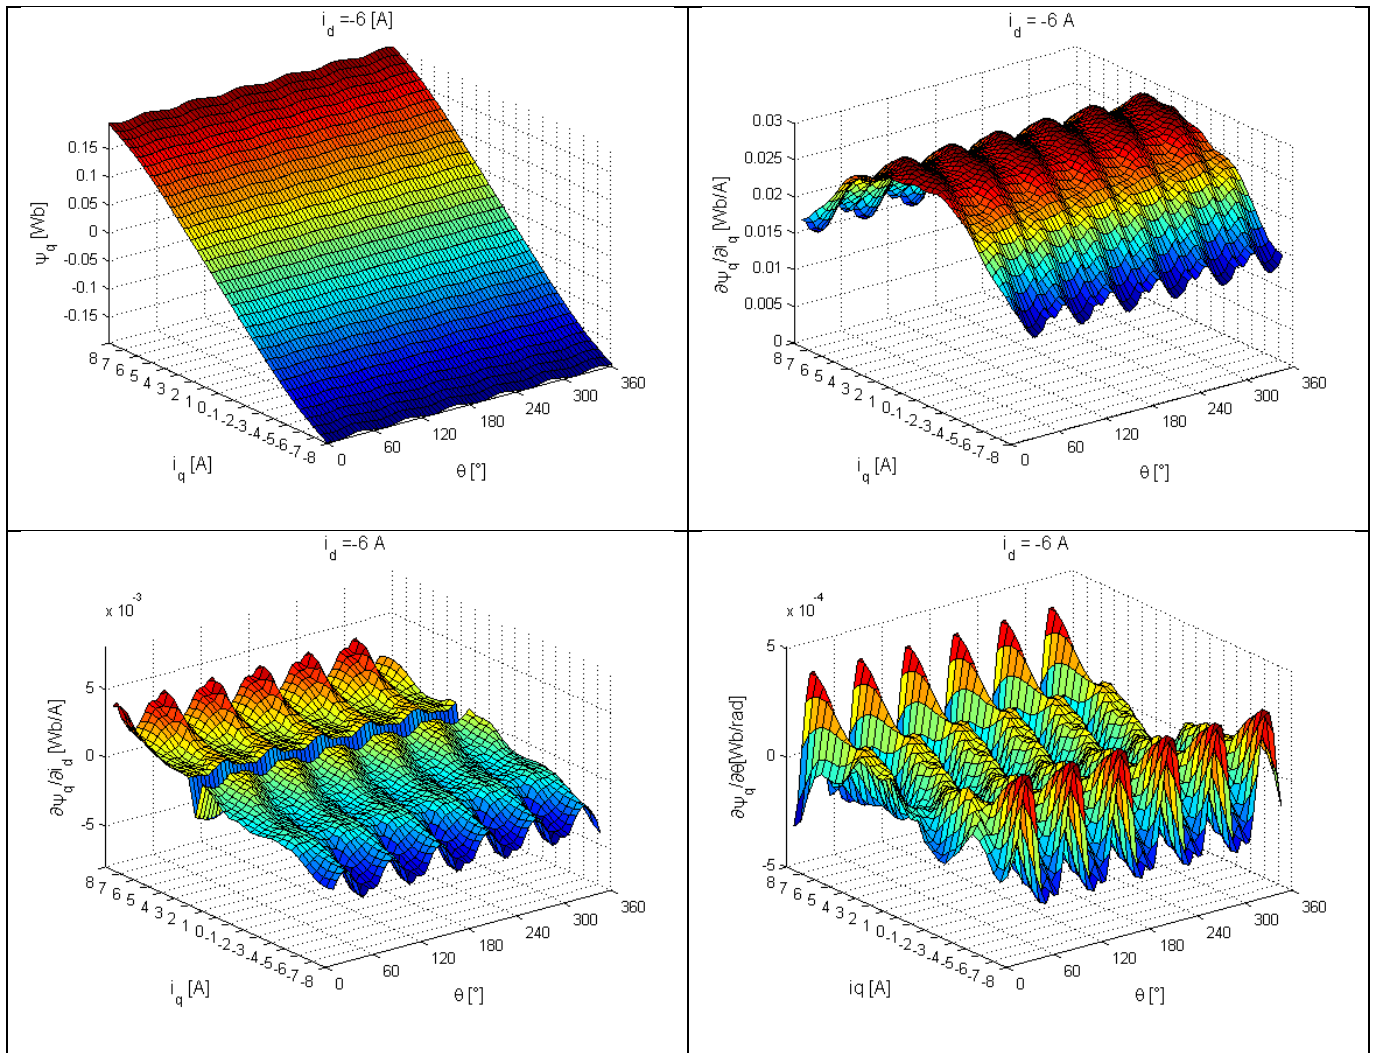 i_d =-6 [A]
Ψ_q [Wb]
0.15
0.1
0.05
0
-0.05
-0.1
-0.15
8 7 6 5 4 3 2 1 0 -1 -2 -3 -4 -5 -6 -7 -8
i_q [A]
0 60 120 180 240 300 360
θ [°]
i_d = -6 A
∂ψ_q/∂i_q [Wb/A]
0.03
0.025
0.02
0.015
0.01
0.005
0
8 7 6 5 4 3 2 1 0 -1 -2 -3 -4 -5 -6 -7 -8
i_q [A]
0 60 120 180 240 300 360
θ [°]
i_d =-6 A
x 10^-3
∂ψ_q/∂i_d [Wb/A]
5
0
-5
8 7 6 5 4 3 2 1 0 -1 -2 -3 -4 -5 -6 -7 -8
i_q [A]
0 60 120 180 240 300 360
θ [°]
i_d = -6 A
x 10^-4
∂ψ_q/∂θ[Wb/rad]
5
0
-5
8 7 6 5 4 3 2 1 0 -1 -2 -3 -4 -5 -6 -7 -8
iq [A]
0 60 120 180 240 300 360
θ [°]